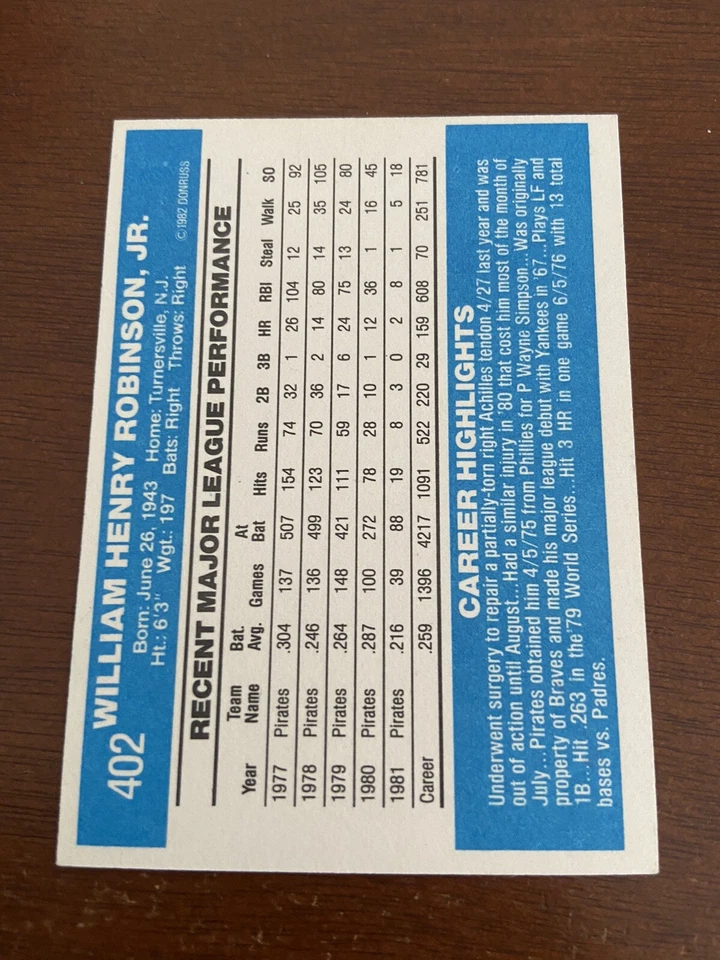 402 WILLIAM HENRY ROBINSON, JR.
Born: June 26, 1943 Home: Turnersville, N.J.
Ht.: 6'3" Wgt.: 197 Bats: Right Throws: Right © 1982 DONRUSS
RECENT MAJOR LEAGUE PERFORMANCE
Year Team Name Bat. Avg. Games At Bat Hits Runs 2B 3B HR RBI Steal Walk SO
1977 Pirates .304 137 507 154 74 32 1 26 104 12 25 92
1978 Pirates .246 136 499 123 70 36 2 14 80 14 35 105
1979 Pirates .264 148 421 111 59 17 6 24 75 13 24 80
1980 Pirates .287 100 272 78 28 10 1 12 36 1 16 45
1981 Pirates .216 39 88 19 8 3 0 2 8 1 5 18
Career .259 1396 4217 1091 522 220 29 159 608 70 251 781
CAREER HIGHLIGHTS
Underwent surgery to repair a partially-torn right Achilles tendon 4/27 last year and was
out of action until August...Had a similar injury in '80 that cost him most of the month of
July...Pirates obtained him 4/5/75 from Phillies for P Wayne Simpson...Was originally
property of Braves and made his major league debut with Yankees in '67...Plays LF and
1B...Hit .263 in the '79 World Series...Hit 3 HR in one game 6/5/76 with 13 total
bases vs. Padres.